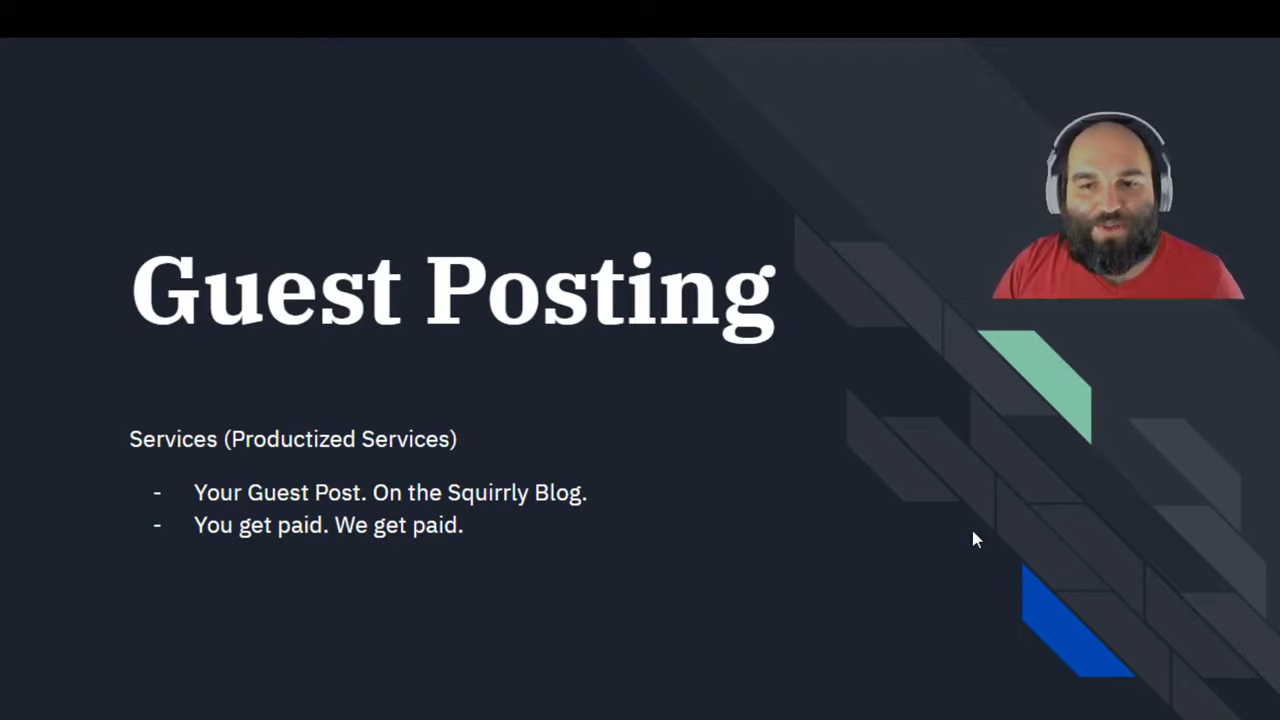 Guest Posting
Services (Productized Services)
- Your Guest Post. On the Squirrly Blog.
- You get paid. We get paid.